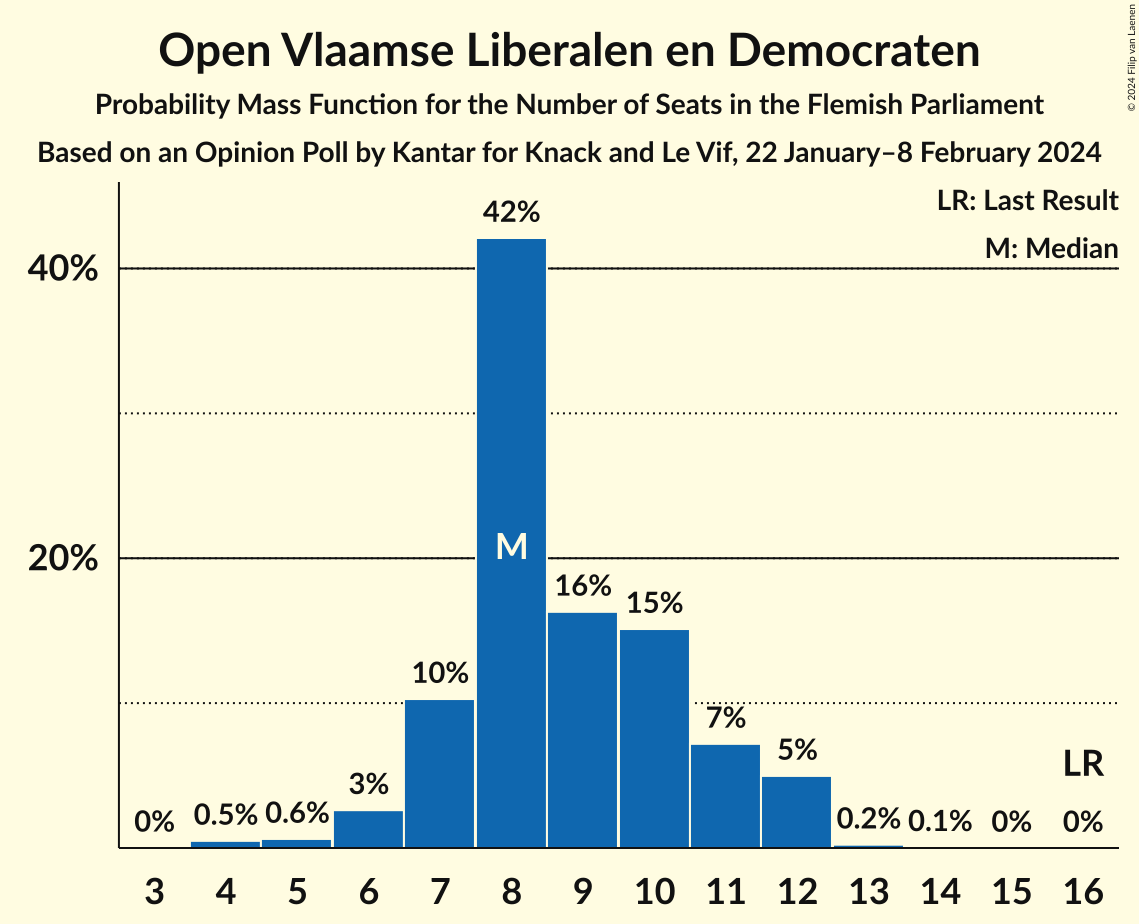 Open Vlaamse Liberalen en Democraten
Probability Mass Function for the Number of Seats in the Flemish Parliament
Based on an Opinion Poll by Kantar for Knack and Le Vif, 22 January–8 February 2024
© 2024 Filip van Laenen
LR: Last Result
M: Median
42%
40%
M
20%
16%
15%
10%
7%
5%
LR
3%
0% 0.5% 0.6% 0.2% 0.1% 0% 0%
3 4 5 6 7 8 9 10 11 12 13 14 15 16